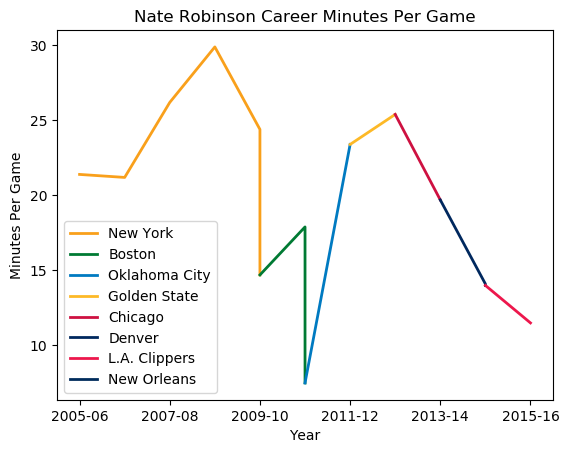 Nate Robinson Career Minutes Per Game
30
25
20
15
10
Minutes Per Game
New York
Boston
Oklahoma City
Golden State
Chicago
Denver
L.A. Clippers
New Orleans
2005-06 2007-08 2009-10 2011-12 2013-14 2015-16
Year